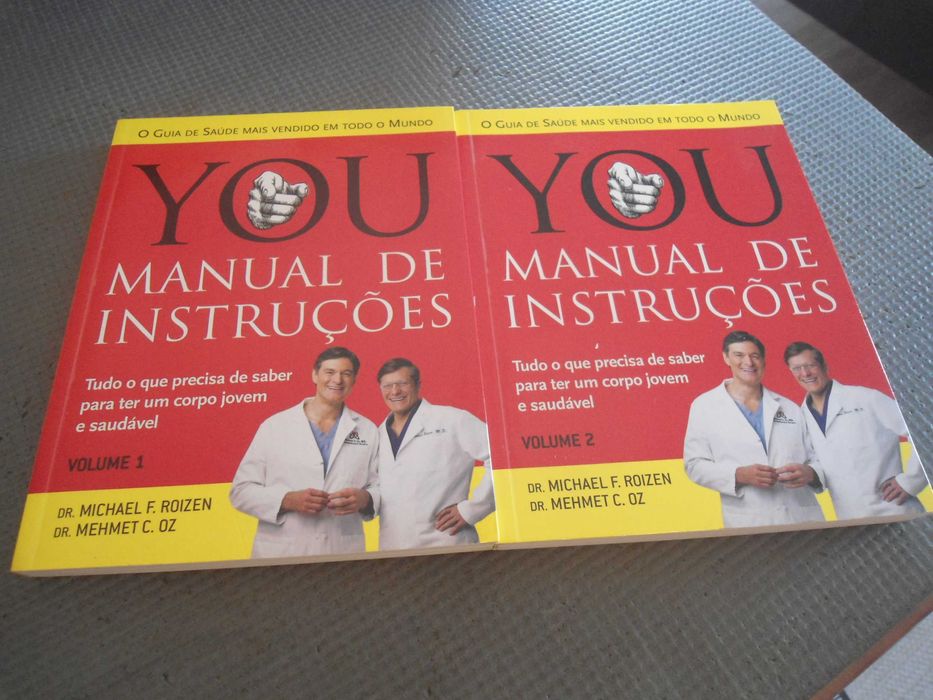 O Guia de Saúde mais vendido em todo o Mundo
YOU
MANUAL DE
INSTRUÇÕES
Tudo o que precisa de saber
para ter um corpo jovem
e saudável
VOLUME 1
DR. MICHAEL F. ROIZEN
DR. MEHMET C. OZ
O Guia de Saúde mais vendido em todo o Mundo
YOU
MANUAL DE
INSTRUÇÕES
Tudo o que precisa de saber
para ter um corpo jovem
e saudável
VOLUME 2
DR. MICHAEL F. ROIZEN
DR. MEHMET C. OZ